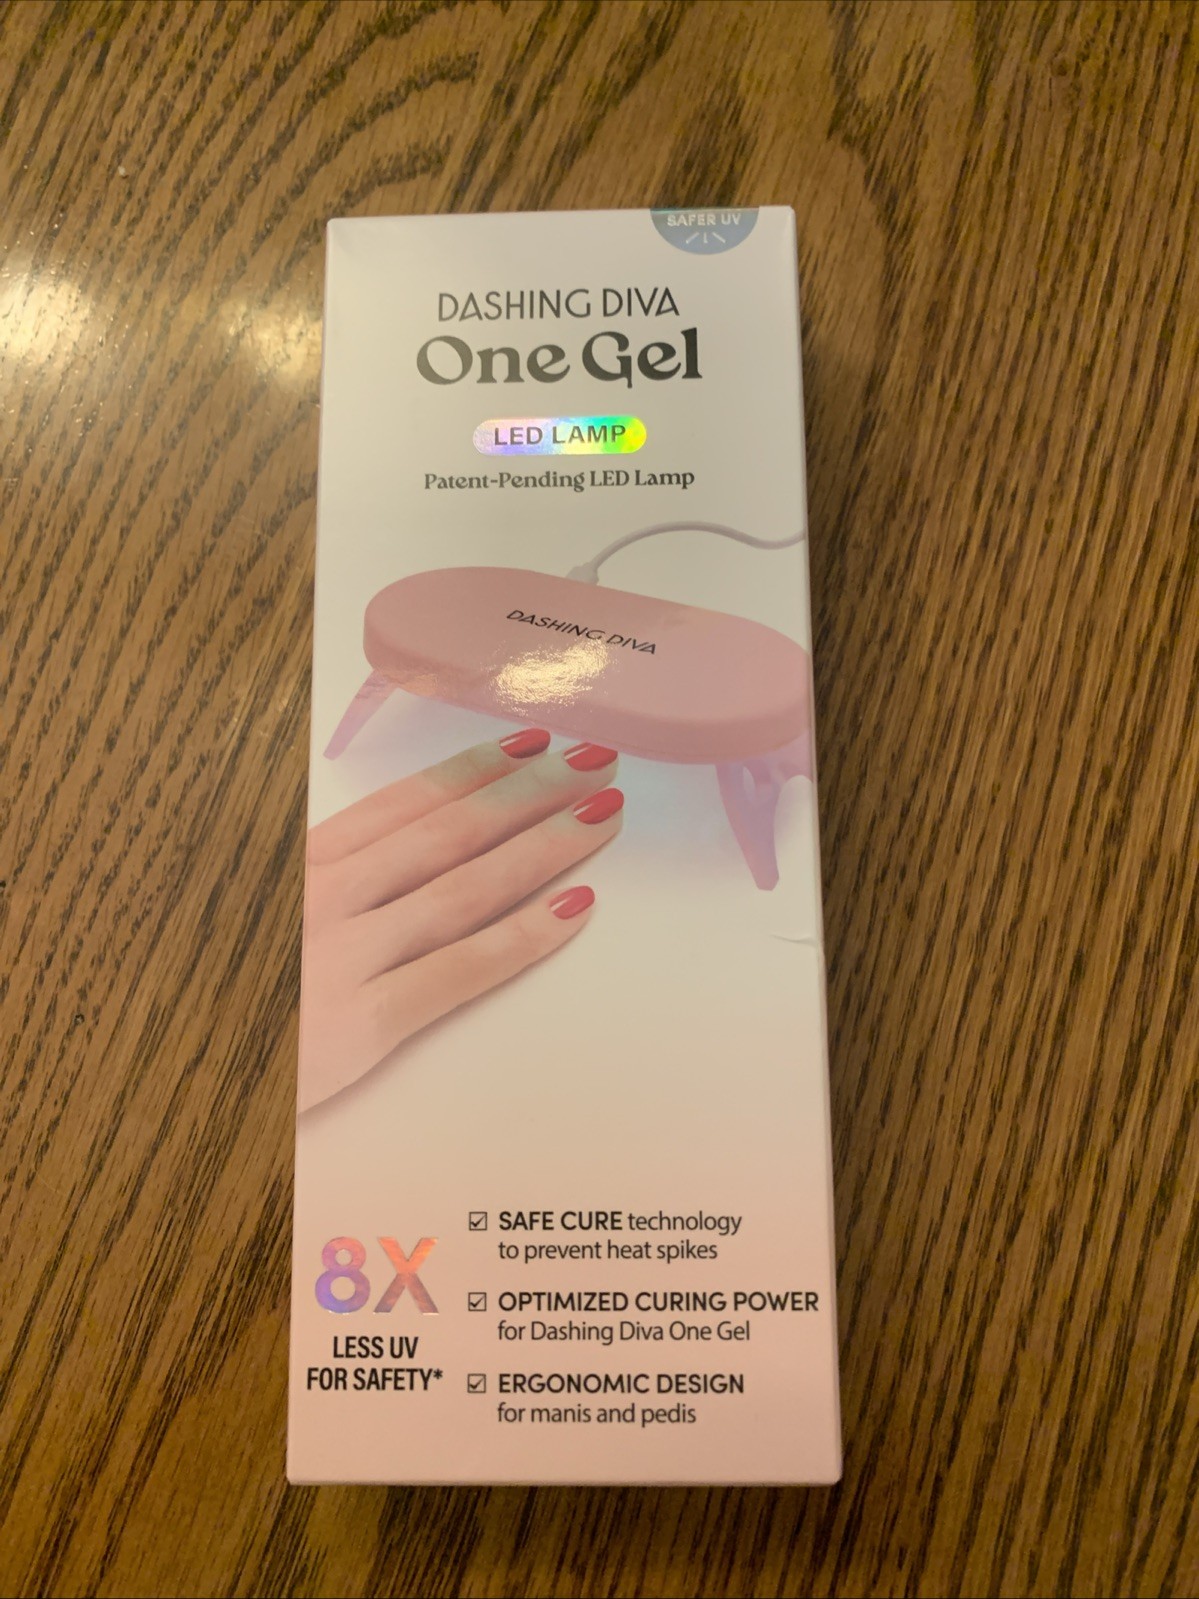 SAFER UV
DASHING DIVA
One Gel
LED LAMP
Patent-Pending LED Lamp
DASHING DIVA
8X
LESS UV
FOR SAFETY*
☑ SAFE CURE technology
to prevent heat spikes
☑ OPTIMIZED CURING POWER
for Dashing Diva One Gel
☑ ERGONOMIC DESIGN
for manis and pedis